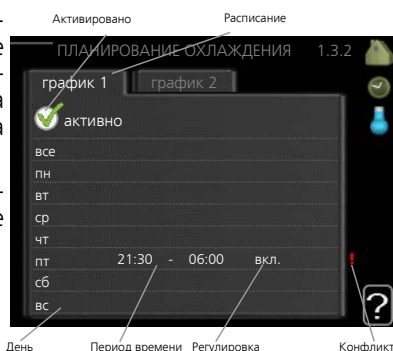 Активировано Расписание
ПЛАНИРОВАНИЕ ОХЛАЖДЕНИЯ 1.3.2
график 1 график 2
активно
все
пн
вт
ср
чт
пт 21:30 - 06:00 вкл.
!
сб
?
вс
День Период времени Регулировка Конфликт